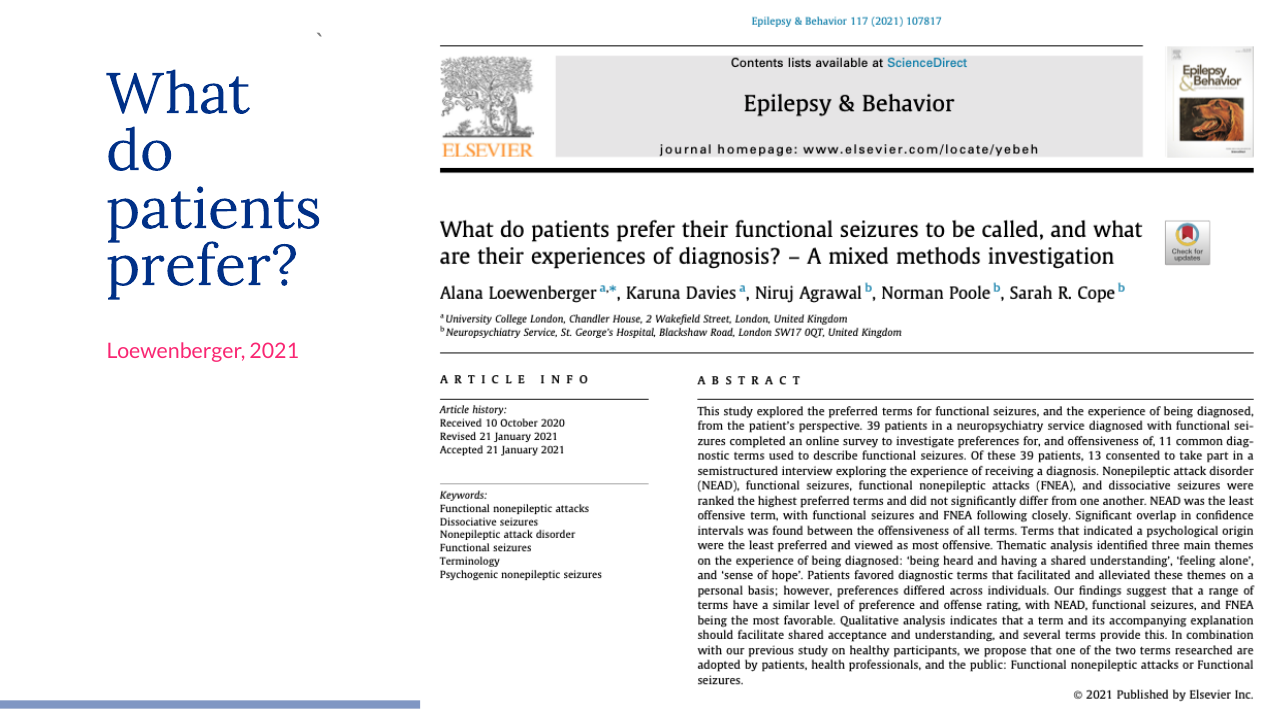 `
What
do
patients
prefer?
Loewenberger, 2021
Epilepsy & Behavior 117 (2021) 107817
Contents lists available at ScienceDirect
Epilepsy & Behavior
journal homepage: www.elsevier.com/locate/yebeh
ELSEVIER
Epilepsy
& Behavior
What do patients prefer their functional seizures to be called, and what
are their experiences of diagnosis? – A mixed methods investigation
Check for
updates
Alana Loewenberger a,*, Karuna Davies a, Niruj Agrawal b, Norman Poole b, Sarah R. Cope b
a University College London, Chandler House, 2 Wakefield Street, London, United Kingdom
b Neuropsychiatry Service, St. George's Hospital, Blackshaw Road, London SW17 0QT, United Kingdom
ARTICLE INFO
Article history:
Received 10 October 2020
Revised 21 January 2021
Accepted 21 January 2021
Keywords:
Functional nonepileptic attacks
Dissociative seizures
Nonepileptic attack disorder
Functional seizures
Terminology
Psychogenic nonepileptic seizures
ABSTRACT
This study explored the preferred terms for functional seizures, and the experience of being diagnosed,
from the patient's perspective. 39 patients in a neuropsychiatry service diagnosed with functional sei-
zures completed an online survey to investigate preferences for, and offensiveness of, 11 common diag-
nostic terms used to describe functional seizures. Of these 39 patients, 13 consented to take part in a
semistructured interview exploring the experience of receiving a diagnosis. Nonepileptic attack disorder
(NEAD), functional seizures, functional nonepileptic attacks (FNEA), and dissociative seizures were
ranked the highest preferred terms and did not significantly differ from one another. NEAD was the least
offensive term, with functional seizures and FNEA following closely. Significant overlap in confidence
intervals was found between the offensiveness of all terms. Terms that indicated a psychological origin
were the least preferred and viewed as most offensive. Thematic analysis identified three main themes
on the experience of being diagnosed: 'being heard and having a shared understanding', 'feeling alone',
and 'sense of hope'. Patients favored diagnostic terms that facilitated and alleviated these themes on a
personal basis; however, preferences differed across individuals. Our findings suggest that a range of
terms have a similar level of preference and offense rating, with NEAD, functional seizures, and FNEA
being the most favorable. Qualitative analysis indicates that a term and its accompanying explanation
should facilitate shared acceptance and understanding, and several terms provide this. In combination
with our previous study on healthy participants, we propose that one of the two terms researched are
adopted by patients, health professionals, and the public: Functional nonepileptic attacks or Functional
seizures.
© 2021 Published by Elsevier Inc.